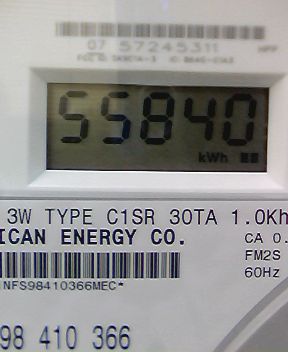 07 57245311
55840
kWh
3W TYPE C1SR 30TA 1.0Kh
ICAN ENERGY CO.
CA 0.
FM2S
NFS98410366MEC*
60Hz
98 410 366